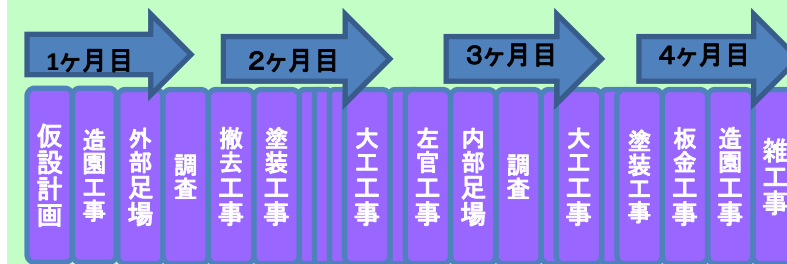 1ヶ月目
2ヶ月目
3ヶ月目
4ヶ月目
仮設計画
造園工事
外部足場
調査
撤去工事
塗装工事
大工工事
左官工事
内部足場
調査
大工工事
塗装工事
板金工事
造園工事
雑工事